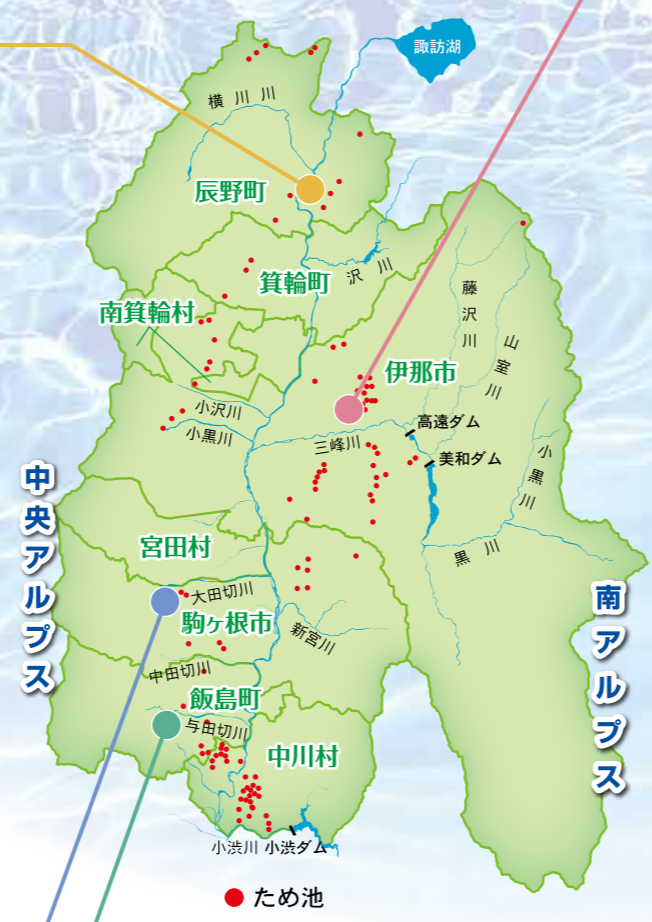 諏訪湖
横川川
辰野町
沢川
箕輪町
藤沢川
南箕輪村
山室川
伊那市
小沢川
高遠ダム
小黒川
三峰川
美和ダム
小黒川
中央アルプス
宮田村
黒川
大田切川
南アルプス
駒ヶ根市
新宮川
中田切川
飯島町
与田切川
中川村
小渋川
小渋ダム
ため池